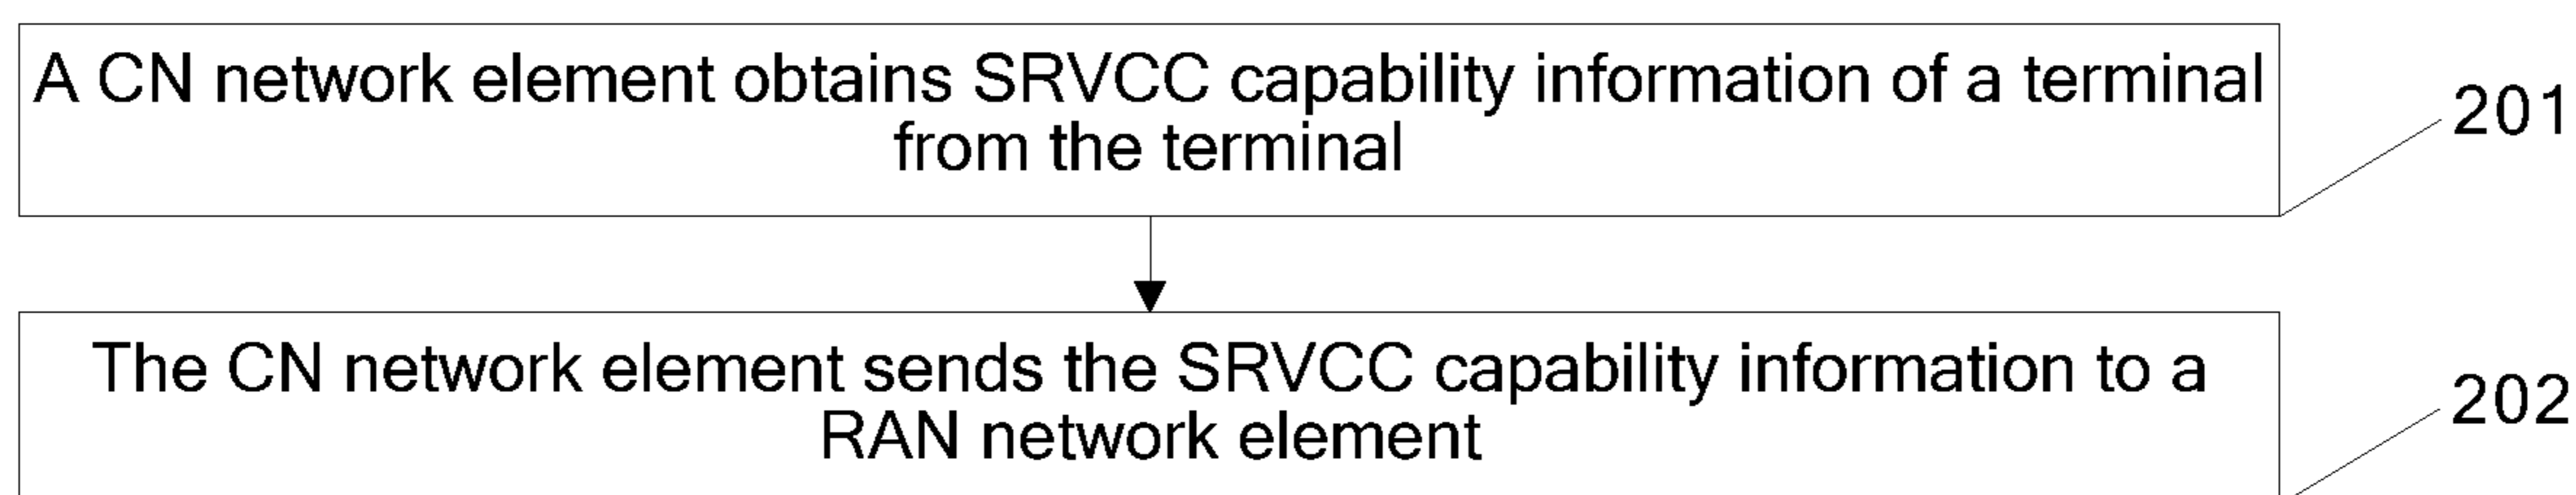 A CN network element obtains SRVCC capability information of a terminal
from the terminal
201
The CN network element sends the SRVCC capability information to a
RAN network element
202